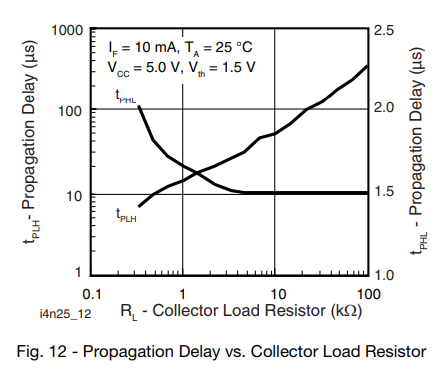 1000
2.5
I_F = 10 mA, T_A = 25 °C
V_CC = 5.0 V, V_th = 1.5 V
t_PHL
100
2.0
10
1.5
t_PLH
1
1.0
t_PLH- Propagation Delay (µs)
t_PHL - Propagation Delay (µs)
0.1
1
10
100
i4n25_12
R_L - Collector Load Resistor (kΩ)
Fig. 12 - Propagation Delay vs. Collector Load Resistor